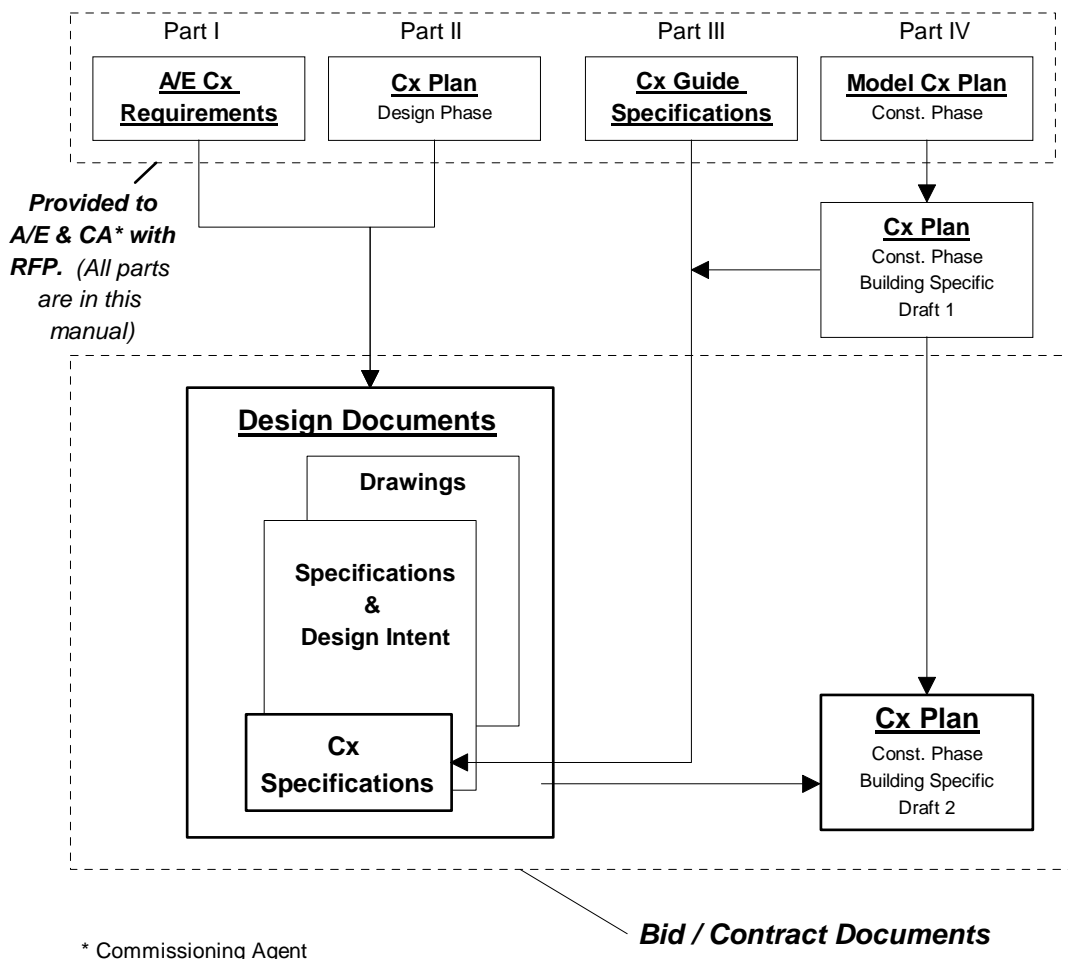 Part I
Part II
Part III
Part IV
A/E Cx
Requirements
Cx Plan
Design Phase
Cx Guide
Specifications
Model Cx Plan
Const. Phase
Provided to
A/E & CA* with
RFP. (All parts
are in this
manual)
Cx Plan
Const. Phase
Building Specific
Draft 1
Design Documents
Drawings
Specifications
&
Design Intent
Cx
Specifications
Cx Plan
Const. Phase
Building Specific
Draft 2
* Commissioning Agent
Bid / Contract Documents